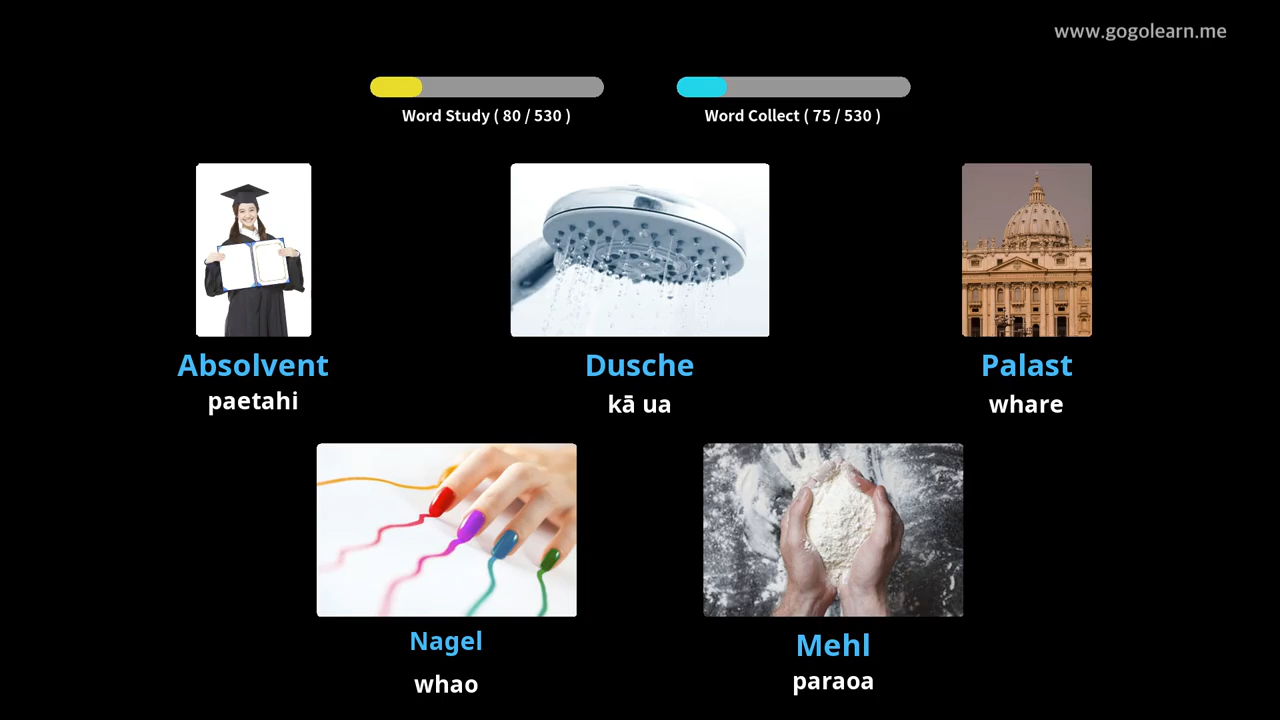 www.gogolearn.me
Word Study ( 80 / 530 )
Word Collect ( 75 / 530 )
Absolvent
paetahi
Dusche
kā ua
Palast
whare
Nagel
whao
Mehl
paraoa